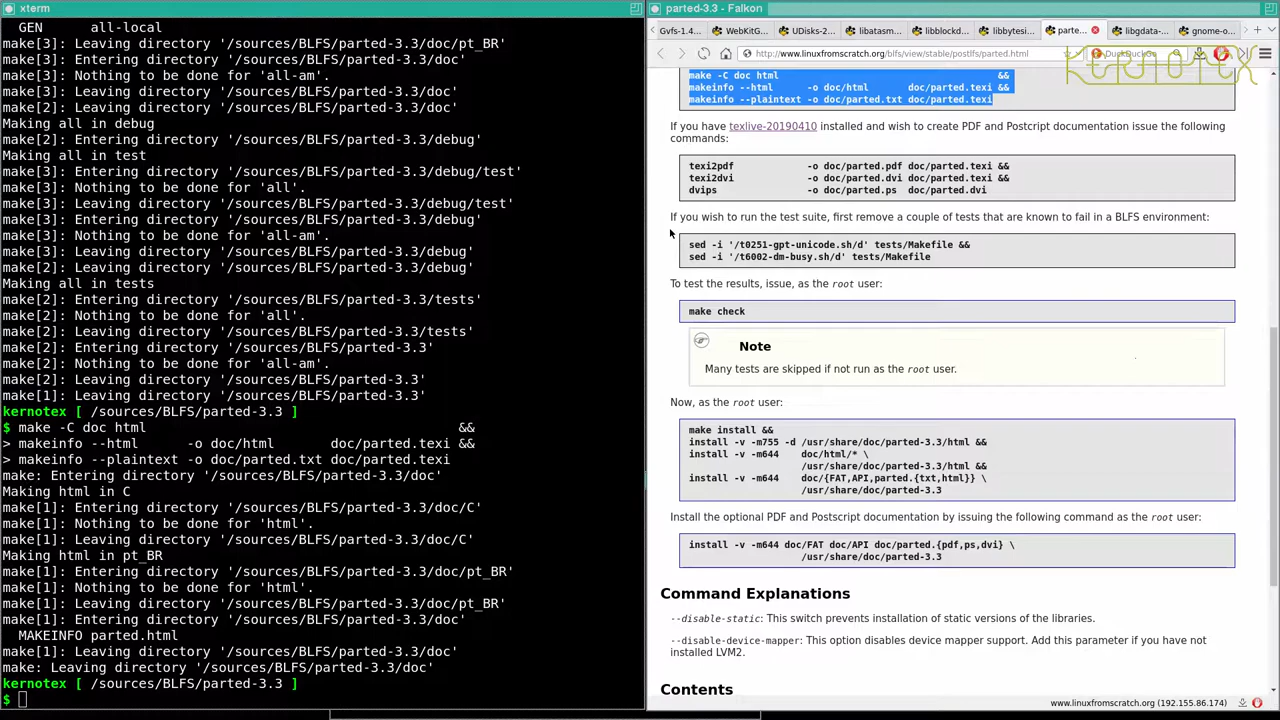 xterm
GEN       all-local
make[3]: Leaving directory '/sources/BLFS/parted-3.3/doc/pt_BR'
make[3]: Entering directory '/sources/BLFS/parted-3.3/doc'
make[3]: Nothing to be done for 'all-am'.
make[3]: Leaving directory '/sources/BLFS/parted-3.3/doc'
make[2]: Leaving directory '/sources/BLFS/parted-3.3/doc'
Making all in debug
make[2]: Entering directory '/sources/BLFS/parted-3.3/debug'
Making all in test
make[3]: Entering directory '/sources/BLFS/parted-3.3/debug/test'
make[3]: Nothing to be done for 'all'.
make[3]: Leaving directory '/sources/BLFS/parted-3.3/debug/test'
make[3]: Entering directory '/sources/BLFS/parted-3.3/debug'
make[3]: Nothing to be done for 'all-am'.
make[3]: Leaving directory '/sources/BLFS/parted-3.3/debug'
make[2]: Leaving directory '/sources/BLFS/parted-3.3/debug'
Making all in tests
make[2]: Entering directory '/sources/BLFS/parted-3.3/tests'
make[2]: Nothing to be done for 'all'.
make[2]: Leaving directory '/sources/BLFS/parted-3.3/tests'
make[2]: Entering directory '/sources/BLFS/parted-3.3'
make[2]: Nothing to be done for 'all-am'.
make[2]: Leaving directory '/sources/BLFS/parted-3.3'
make[1]: Leaving directory '/sources/BLFS/parted-3.3'
kernotex [ /sources/BLFS/parted-3.3 ]
$ make -C doc html                                       &&
> makeinfo --html      -o doc/html       doc/parted.texi &&
> makeinfo --plaintext -o doc/parted.txt doc/parted.texi
make: Entering directory '/sources/BLFS/parted-3.3/doc'
Making html in C
make[1]: Entering directory '/sources/BLFS/parted-3.3/doc/C'
make[1]: Nothing to be done for 'html'.
make[1]: Leaving directory '/sources/BLFS/parted-3.3/doc/C'
Making html in pt_BR
make[1]: Entering directory '/sources/BLFS/parted-3.3/doc/pt_BR'
make[1]: Nothing to be done for 'html'.
make[1]: Leaving directory '/sources/BLFS/parted-3.3/doc/pt_BR'
make[1]: Entering directory '/sources/BLFS/parted-3.3/doc'
MAKEINFO parted.html
make[1]: Leaving directory '/sources/BLFS/parted-3.3/doc'
make: Leaving directory '/sources/BLFS/parted-3.3/doc'
kernotex [ /sources/BLFS/parted-3.3 ]
$
parted-3.3 - Falkon
Gvfs-1.4... WebKitG... UDisks-2... libatasm... libblockd... libbytesi... parte... libgdata-... gnome-o...
http://www.linuxfromscratch.org/blfs/view/stable/postlfs/parted.html DuckDuckGo
KERNOTEX
make -C doc html                                       &&
makeinfo --html      -o doc/html       doc/parted.texi &&
makeinfo --plaintext -o doc/parted.txt doc/parted.texi
If you have texlive-20190410 installed and wish to create PDF and Postcript documentation issue the following
commands:
texi2pdf             -o doc/parted.pdf doc/parted.texi &&
texi2dvi             -o doc/parted.dvi doc/parted.texi &&
dvips                -o doc/parted.ps  doc/parted.dvi
If you wish to run the test suite, first remove a couple of tests that are known to fail in a BLFS environment:
sed -i '/t0251-gpt-unicode.sh/d' tests/Makefile &&
sed -i '/t6002-dm-busy.sh/d' tests/Makefile
To test the results, issue, as the root user:
make check
Note
Many tests are skipped if not run as the root user.
Now, as the root user:
make install &&
install -v -m755 -d /usr/share/doc/parted-3.3/html &&
install -v -m644    doc/html/* \
/usr/share/doc/parted-3.3/html &&
install -v -m644    doc/{FAT,API,parted.{txt,html}} \
/usr/share/doc/parted-3.3
Install the optional PDF and Postscript documentation by issuing the following command as the root user:
install -v -m644 doc/FAT doc/API doc/parted.{pdf,ps,dvi} \
/usr/share/doc/parted-3.3
Command Explanations
--disable-static: This switch prevents installation of static versions of the libraries.
--disable-device-mapper: This option disables device mapper support. Add this parameter if you have not
installed LVM2.
Contents
www.linuxfromscratch.org (192.155.86.174)